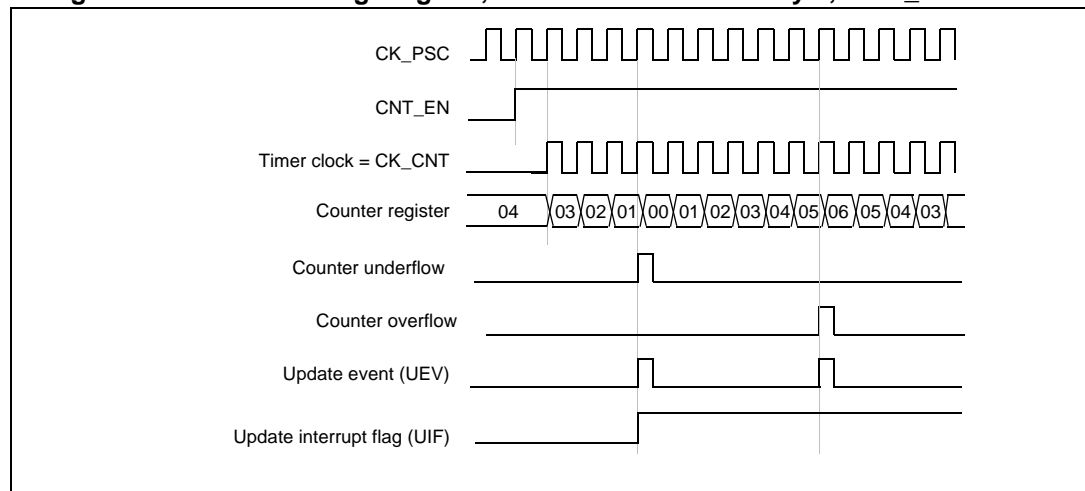 CK_PSC
CNT_EN
Timer clock = CK_CNT
Counter register 04 03 02 01 00 01 02 03 04 05 06 05 04 03
Counter underflow
Counter overflow
Update event (UEV)
Update interrupt flag (UIF)